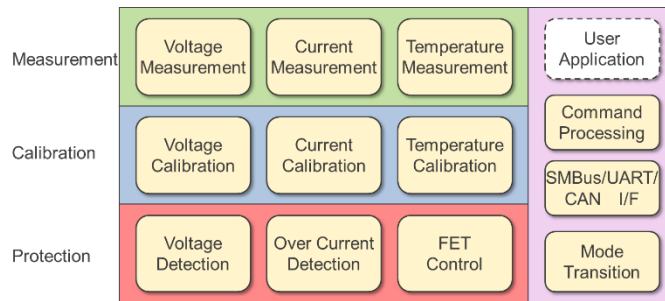 Measurement
Voltage
Measurement
Current
Measurement
Temperature
Measurement
Calibration
Voltage
Calibration
Current
Calibration
Temperature
Calibration
Protection
Voltage
Detection
Over Current
Detection
FET
Control
User
Application
Command
Processing
SMBus/UART/
CAN I/F
Mode
Transition